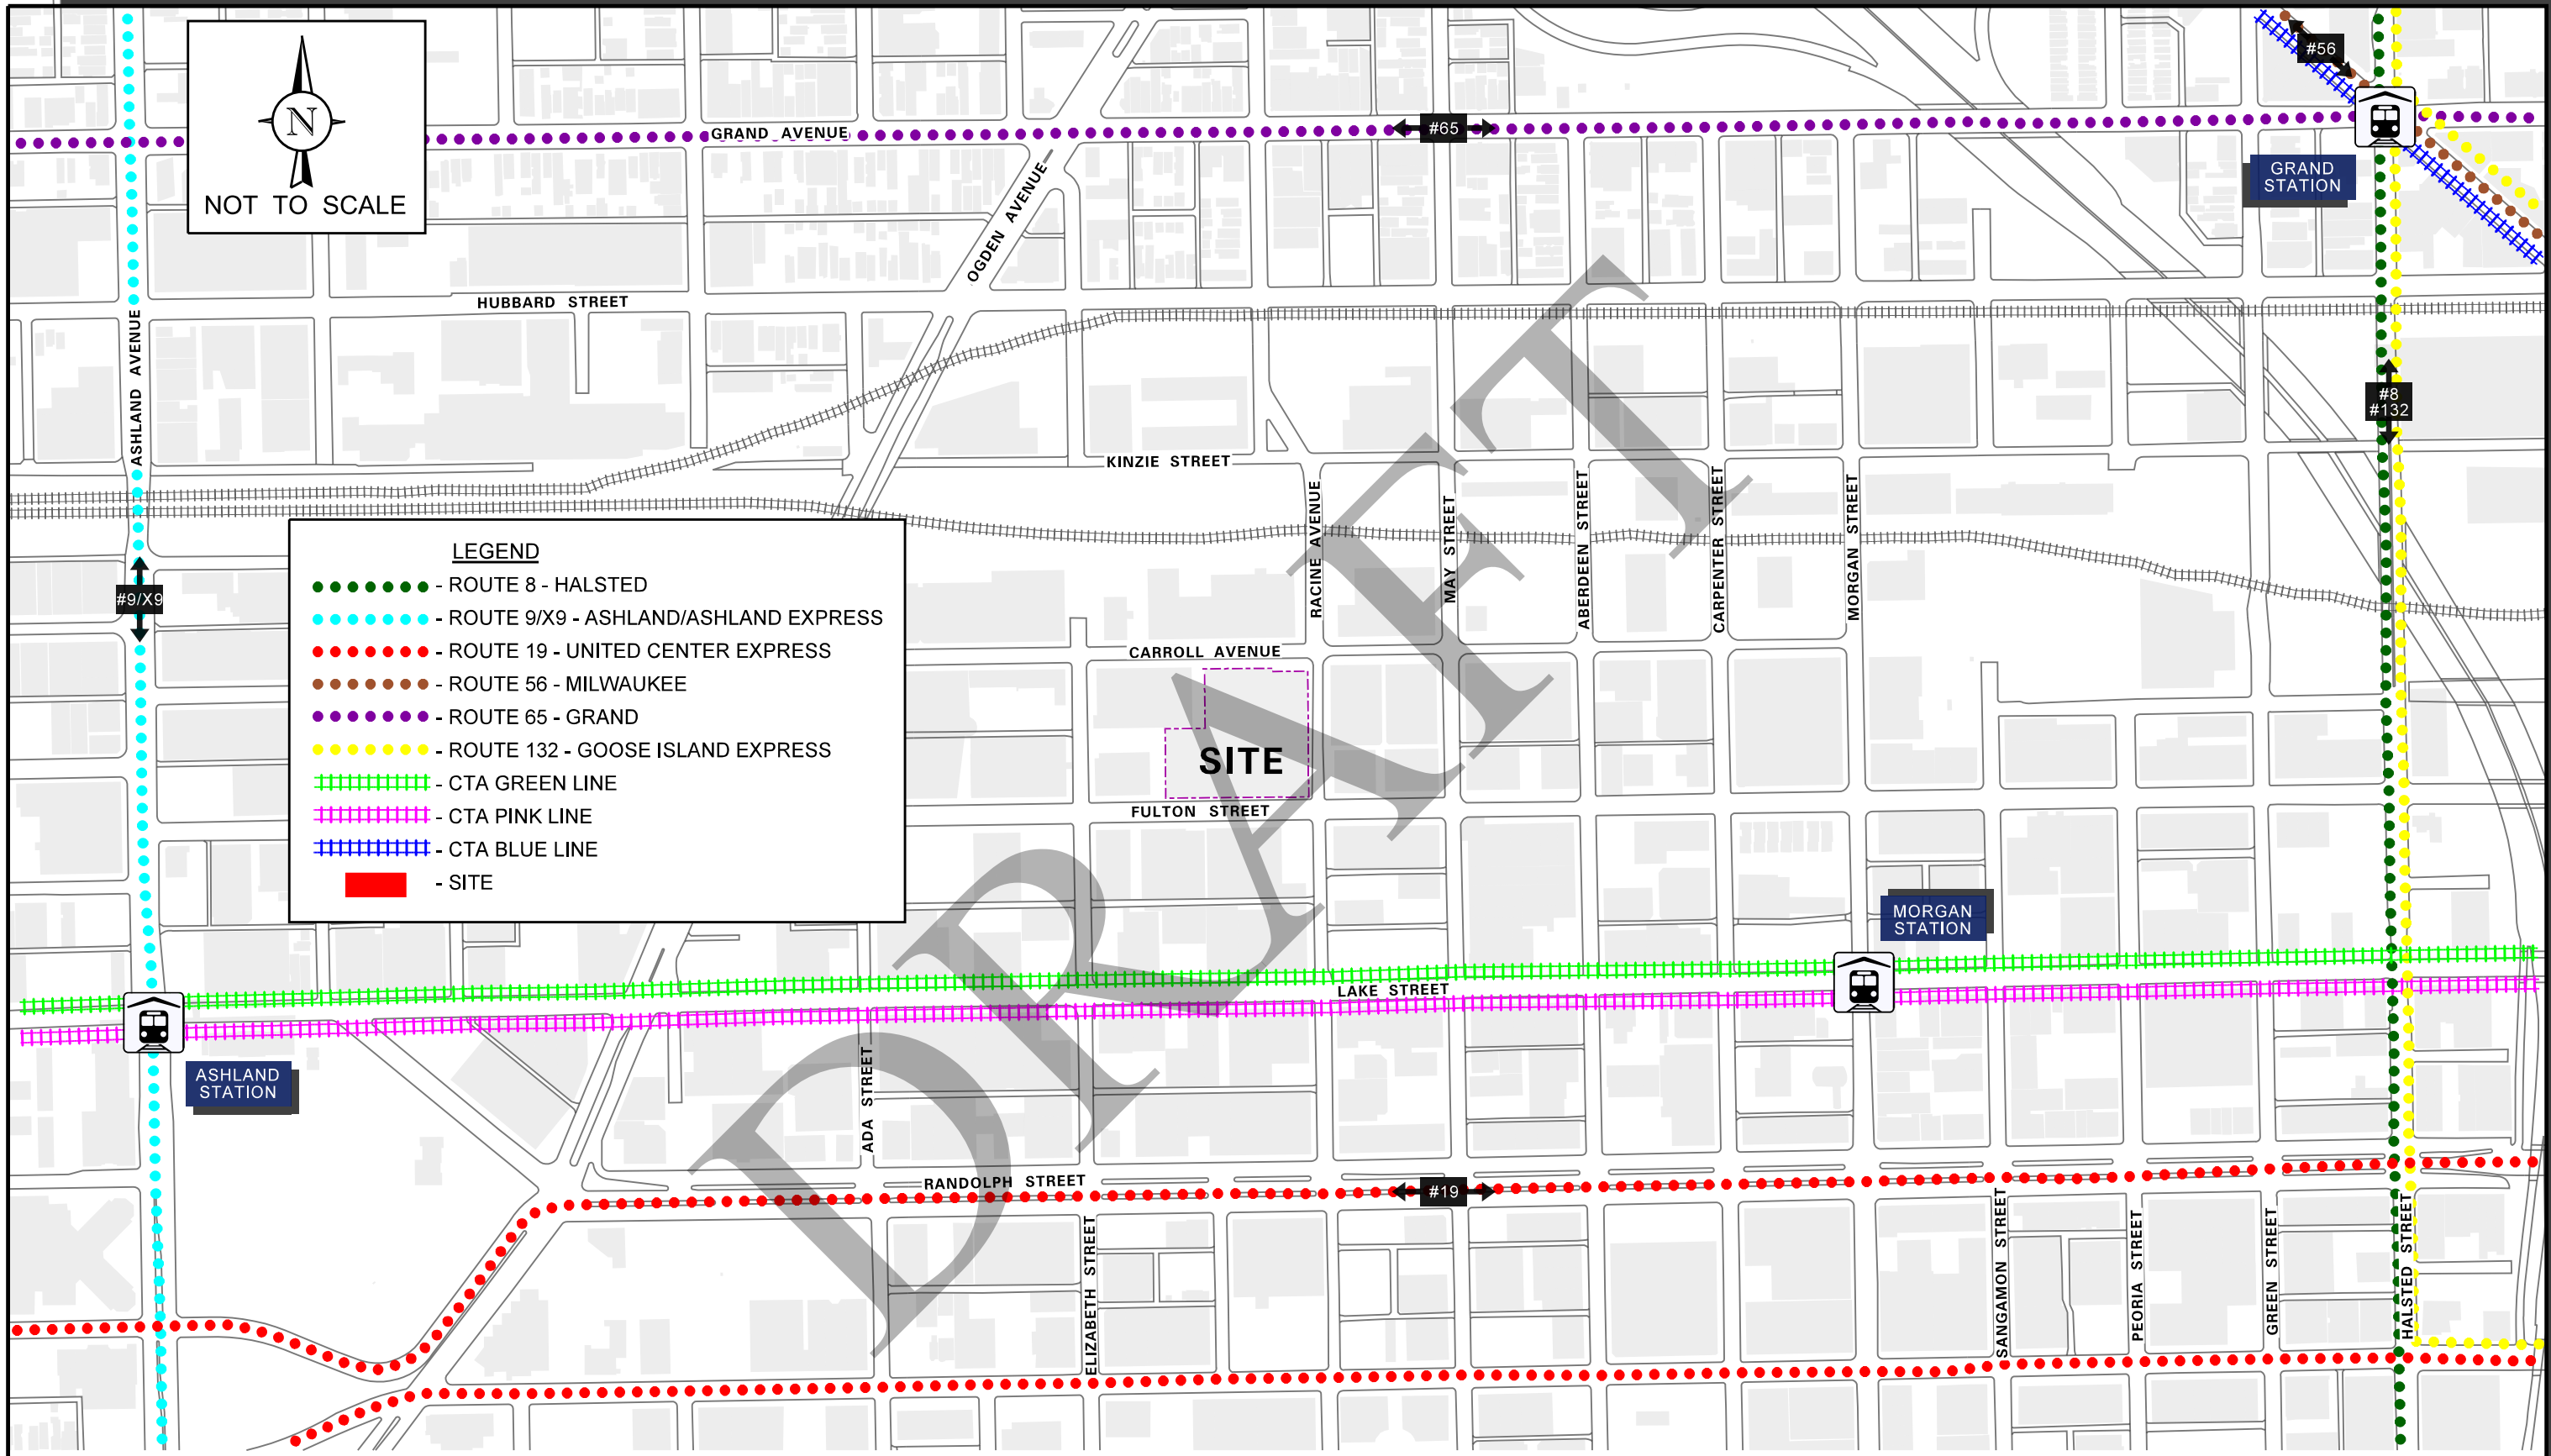 #56
N
NOT TO SCALE
GRAND AVENUE
#65
GRAND
STATION
OGDEN AVENUE
HUBBARD STREET
ASHLAND AVENUE
#8
#132
KINZIE STREET
RACINE AVENUE
MAY STREET
ABERDEEN STREET
CARPENTER STREET
MORGAN STREET
#9/X9
LEGEND
- ROUTE 8 - HALSTED
- ROUTE 9/X9 - ASHLAND/ASHLAND EXPRESS
- ROUTE 19 - UNITED CENTER EXPRESS
- ROUTE 56 - MILWAUKEE
- ROUTE 65 - GRAND
- ROUTE 132 - GOOSE ISLAND EXPRESS
- CTA GREEN LINE
- CTA PINK LINE
- CTA BLUE LINE
- SITE
CARROLL AVENUE
SITE
FULTON STREET
DRAFT
MORGAN
STATION
LAKE STREET
ASHLAND
STATION
ADA STREET
RANDOLPH STREET
#19
ELIZABETH STREET
SANGAMON STREET
PEORIA STREET
GREEN STREET
HALSTED STREET